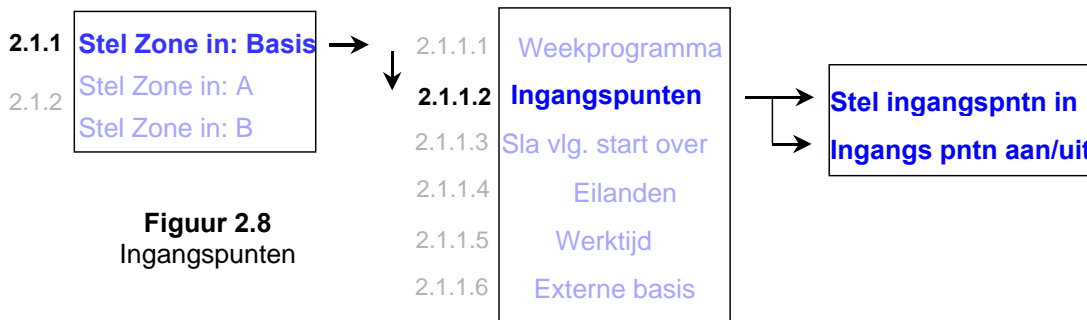 2.1.1 Stel Zone in: Basis
2.1.2 Stel Zone in: A
Stel Zone in: B
2.1.1.1 Weekprogramma
2.1.1.2 Ingangspunten
2.1.1.3 Sla vlg. start over
2.1.1.4 Eilanden
2.1.1.5 Werktijd
2.1.1.6 Externe basis
Stel ingangspntn in
Ingangs pntn aan/uit
Figuur 2.8
Ingangspunten